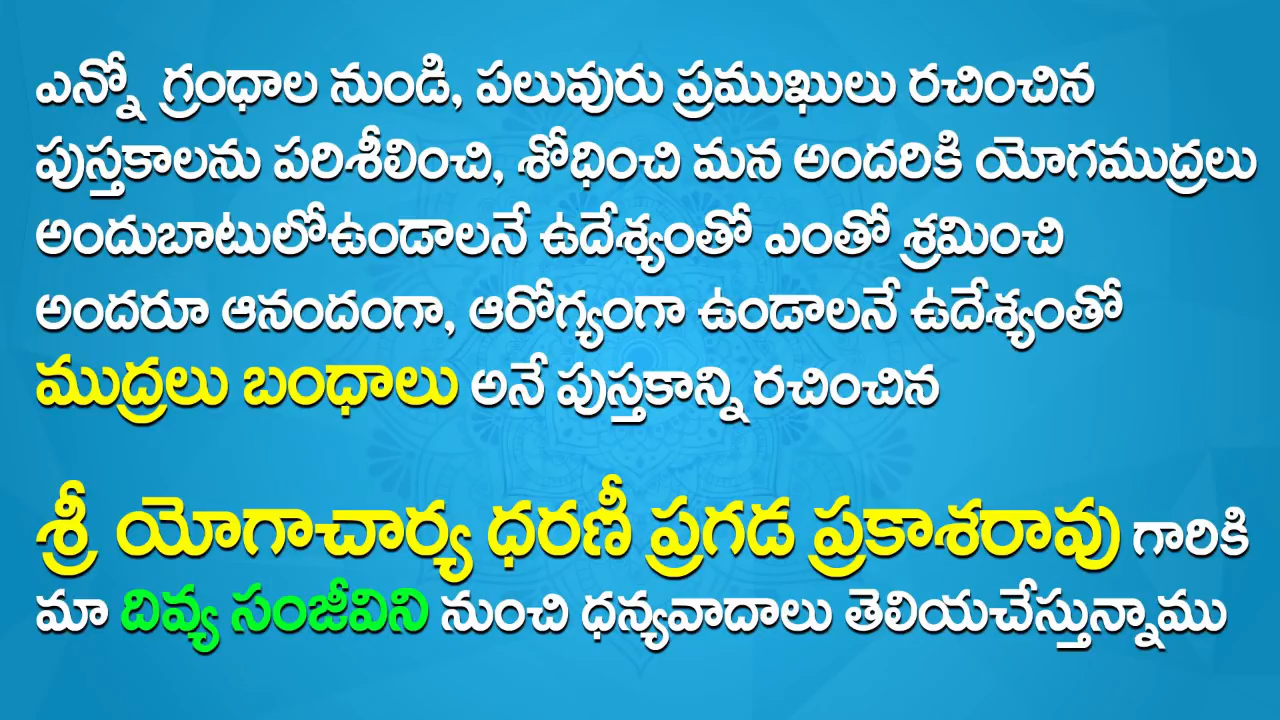 ఎన్నో గ్రంధాల నుండి, పలువురు ప్రముఖులు రచించిన
పుస్తకాలను పరిశీలించి, శోధించి మన అందరికి యోగముద్రలు
అందుబాటులోఉండాలనే ఉదేశ్యంతో ఎంతో శ్రమించి
అందరూ ఆనందంగా, ఆరోగ్యంగా ఉండాలనే ఉదేశ్యంతో
ముద్రలు బంధాలు అనే పుస్తకాన్ని రచించిన
శ్రీ యోగాచార్య ధరణీ ప్రగడ ప్రకాశరావు గారికి
మా దివ్య సంజీవిని నుంచి ధన్యవాదాలు తెలియచేస్తున్నాము